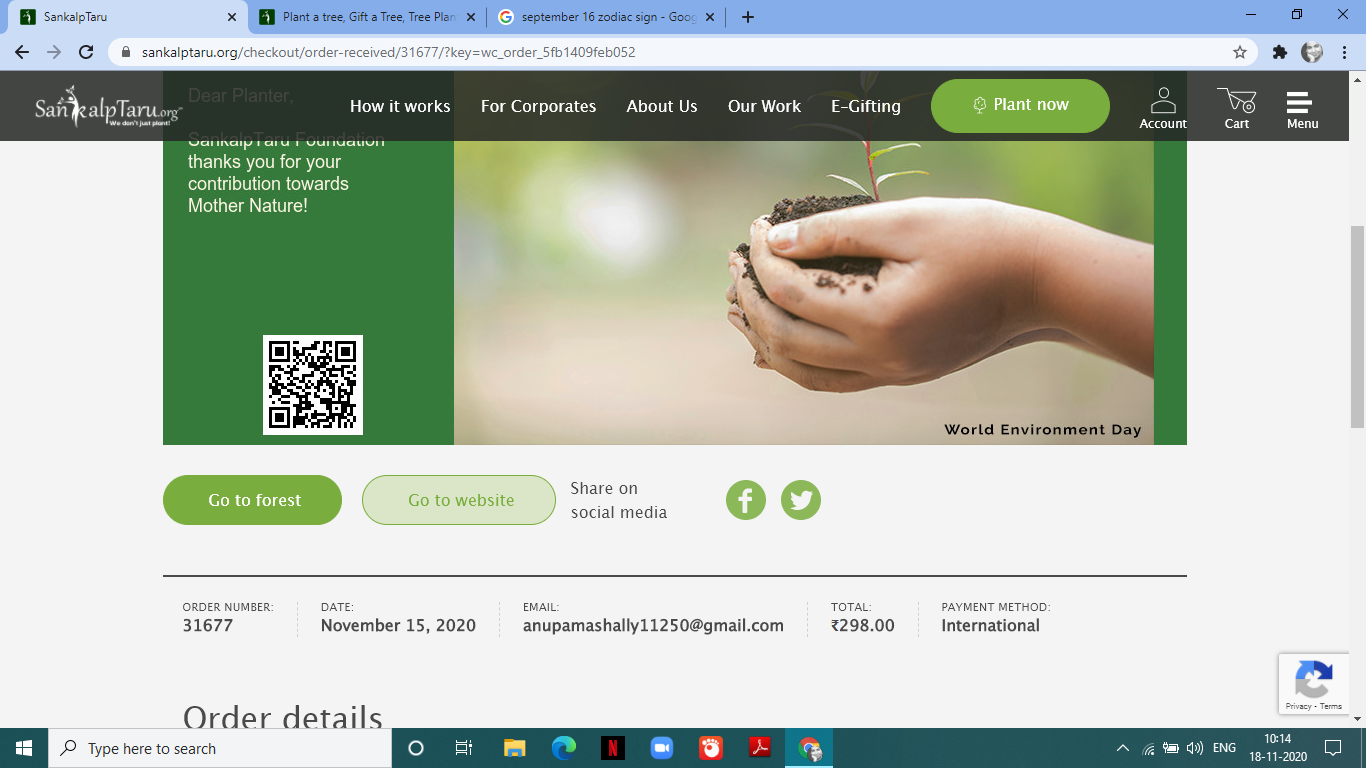 SankalpTaru
Plant a tree, Gift a Tree, Tree Plan
september 16 zodiac sign - Goog
sankalptaru.org/checkout/order-received/31677/?key=wc_order_5fb1409feb052
SankalpTaru.org
We don't just plant!
How it works
For Corporates
About Us
Our Work
E-Gifting
Plant now
Account
Cart
Menu
Dear Planter,
SankalpTaru Foundation
thanks you for your
contribution towards
Mother Nature!
World Environment Day
Go to forest
Go to website
Share on
social media
ORDER NUMBER:
31677
DATE:
November 15, 2020
EMAIL:
anupamashally11250@gmail.com
TOTAL:
₹298.00
PAYMENT METHOD:
International
Privacy - Terms
Order details
Type here to search
ENG
10:14
18-11-2020